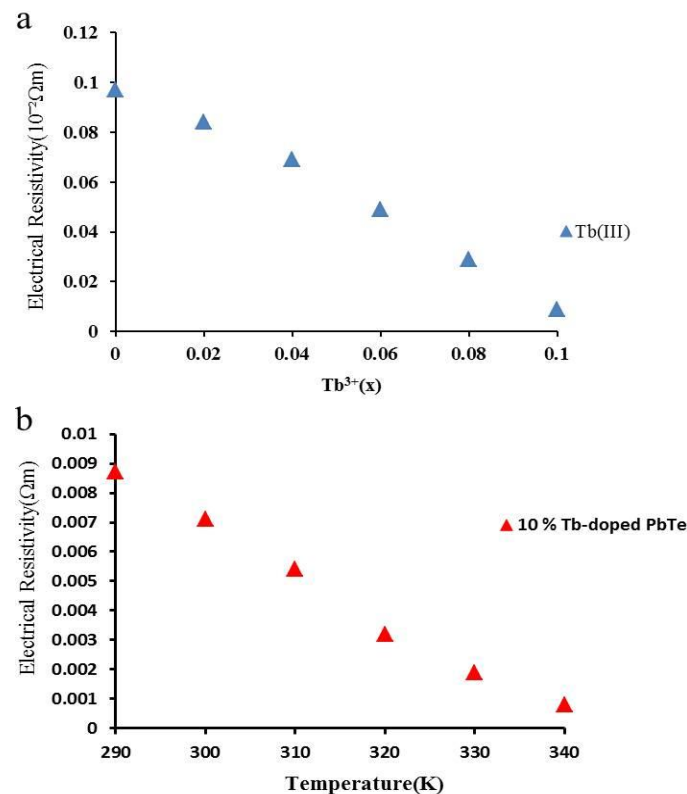 a
Electrical Resistivity(10⁻²Ωm)
0.12
0.1
0.08
0.06
0.04
0.02
0
0 0.02 0.04 0.06 0.08 0.1
Tb³⁺(x)
Tb(III)
b
Electrical Resistivity(Ωm)
0.01
0.009
0.008
0.007
0.006
0.005
0.004
0.003
0.002
0.001
0
290 300 310 320 330 340
Temperature(K)
10 % Tb-doped PbTe